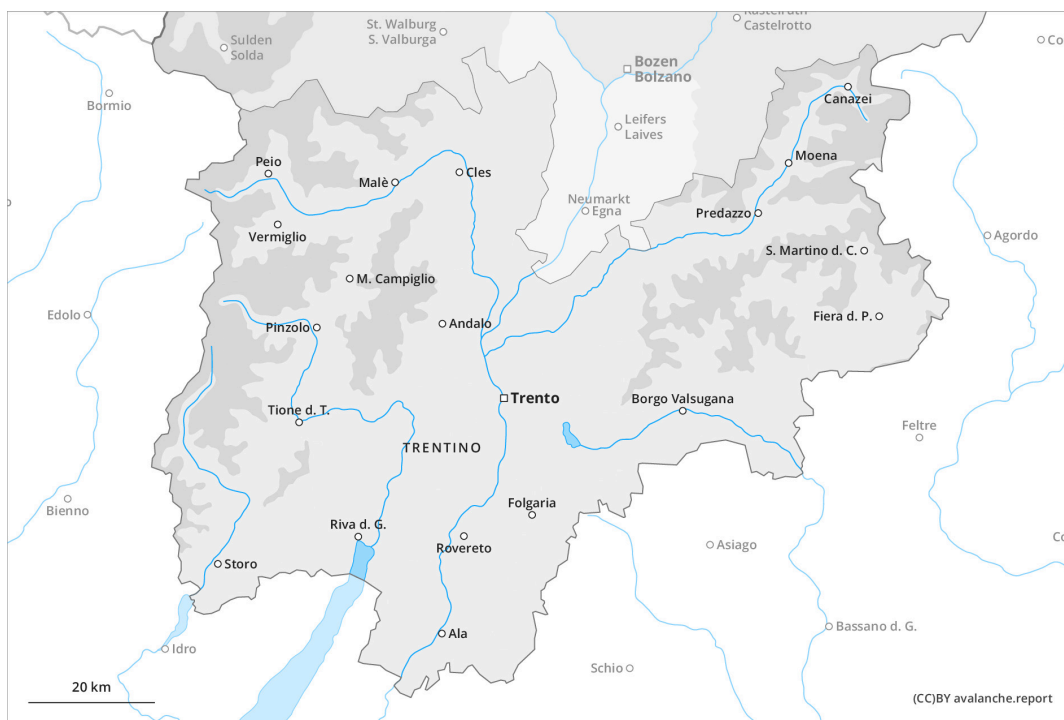 St. Walburg
S. Valburga
Kastelruth
Castelrotto
Sulden
Solda
Co
Bozen
Bolzano
Bormio
Canazei
Leifers
Laives
Moena
Peio
Malè
Cles
Neumarkt
Egna
Predazzo
Vermiglio
Agordo
S. Martino d. C.
M. Campiglio
Edolo
Pinzolo
Andalo
Fiera d. P.
Trento
Borgo Valsugana
Tione d. T.
Feltre
TRENTINO
Bienno
Folgaria
Riva d. G.
Rovereto
Asiago
Co
Storo
Ala
Bassano d. G.
Idro
Schio
20 km
(CC)BY avalanche.report